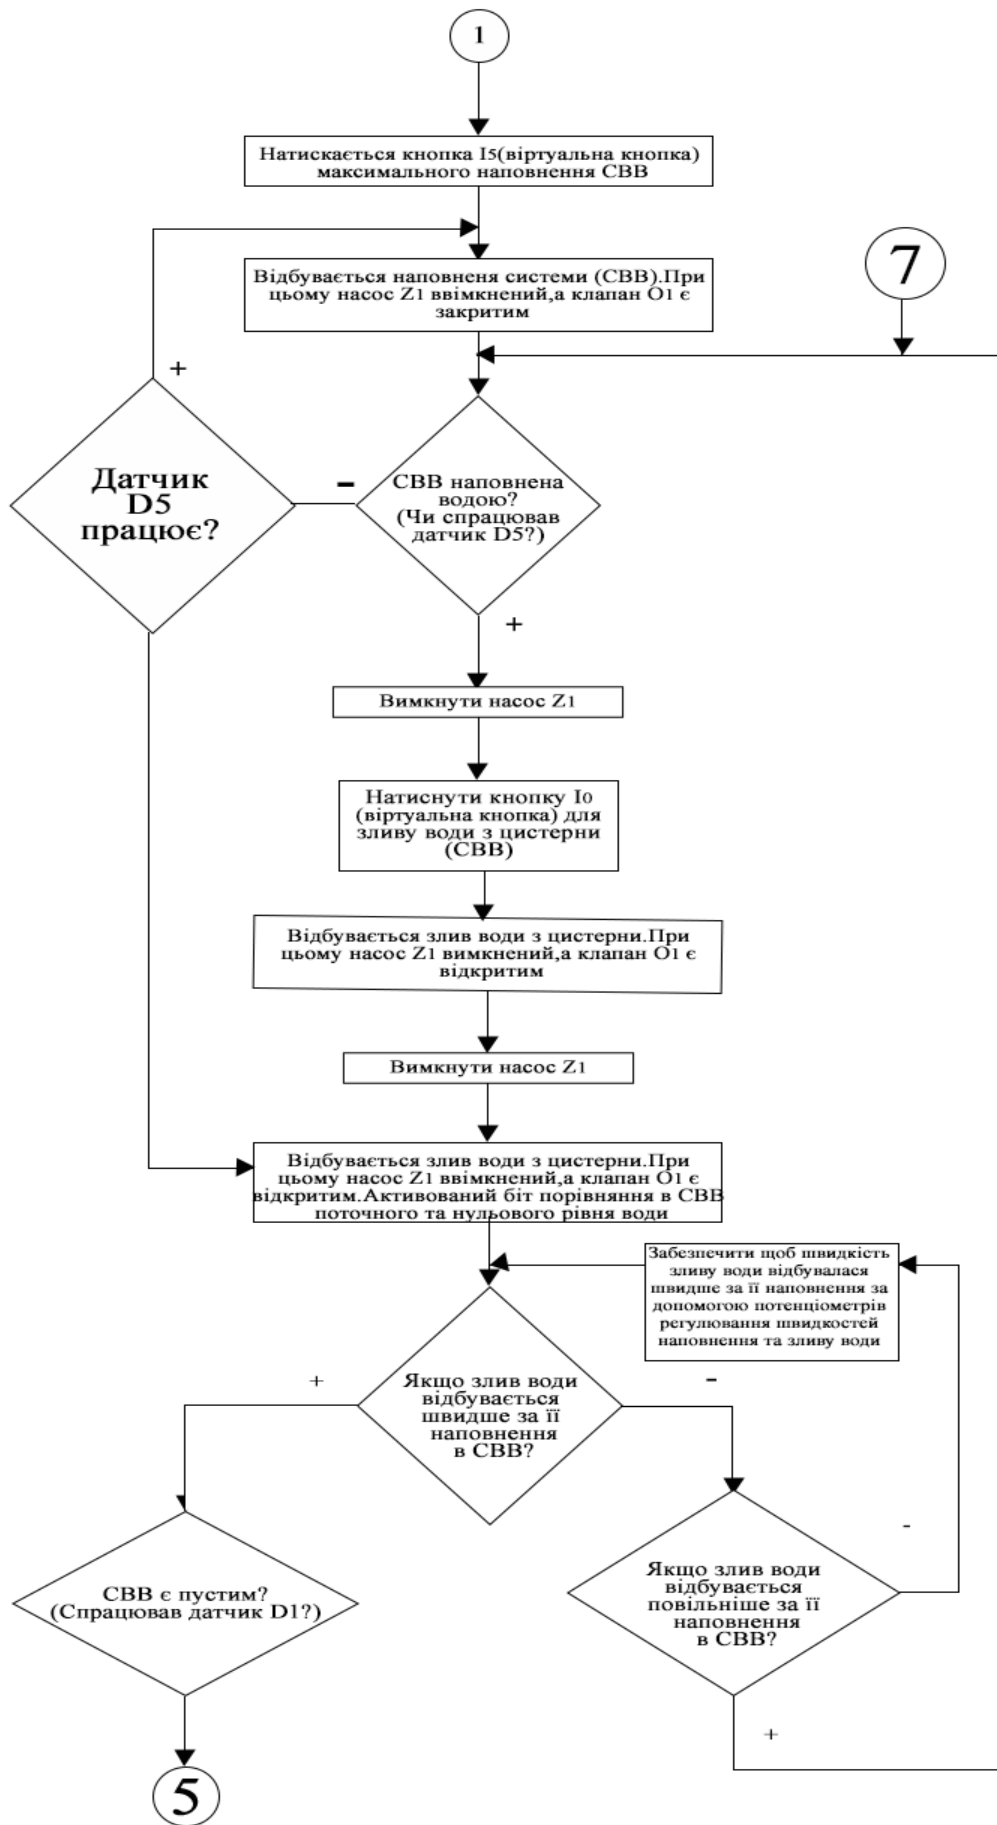 1
Натискається кнопка I5(віртуальна кнопка)
максимального наповнення СВВ
7
Відбувається наповненя системи (СВВ).При
цьому насос Z1 ввімкнений,а клапан O1 є
закритим
+
Датчик
D5
працює?
-
СВВ наповнена
водою?
(Чи спрацював
датчик D5?)
+
Вимкнути насос Z1
Натиснути кнопку I0
(віртуальна кнопка) для
зливу води з цистерни
(СВВ)
Відбувається злив води з цистерни.При
цьому насос Z1 вимкнений,а клапан O1 є
відкритим
Вимкнути насос Z1
Відбувається злив води з цистерни.При
цьому насос Z1 ввімкнений,а клапан O1 є
відкритим.Активований біт порівняння в СВВ
поточного та нульового рівня води
Забезпечити щоб швидкість
зливу води відбувалася
швидше за її наповнення за
допомогою потенціометрів
регулювання швидкостей
наповнення та зливу води
+
Якщо злив води
відбувається
швидше за її
наповнення
в СВВ?
-
-
СВВ є пустим?
(Спрацював датчик D1?)
Якщо злив води
відбувається
повільніше за її
наповнення
в СВВ?
+
5